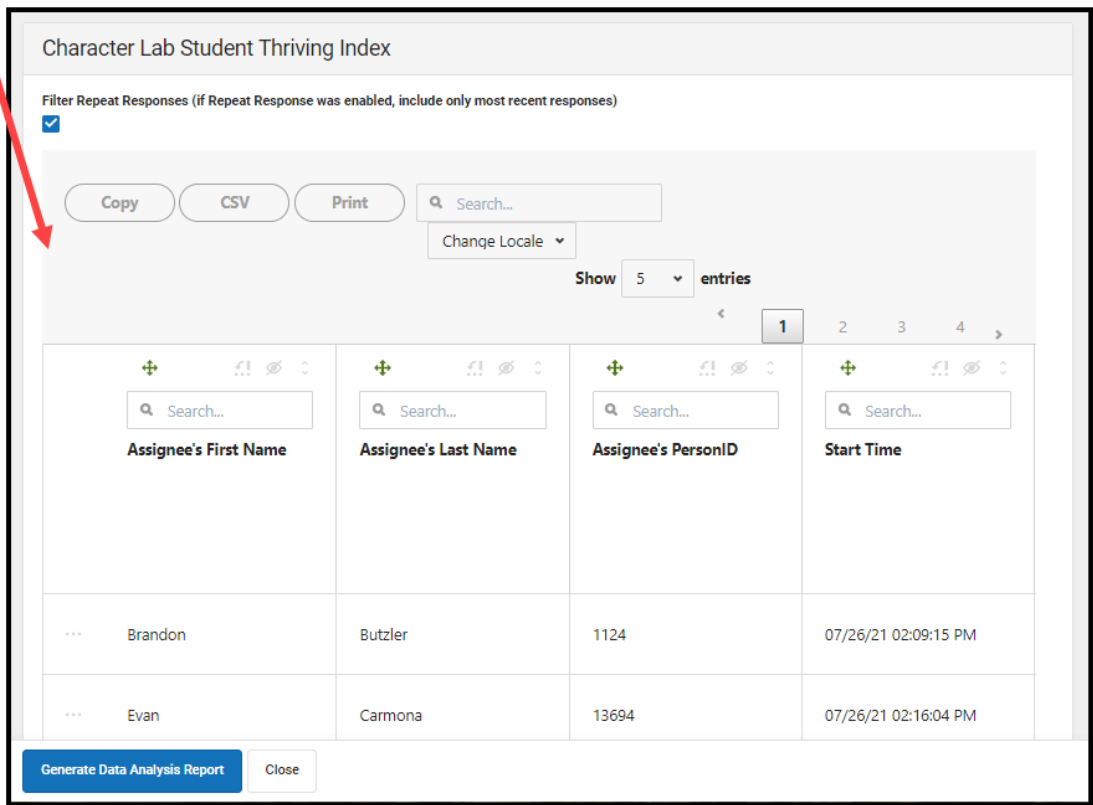 Character Lab Student Thriving Index
Filter Repeat Responses (if Repeat Response was enabled, include only most recent responses)
Copy CSV Print Search...
Change Locale
Show 5 entries
1 2 3 4
Search... Search... Search... Search...
Assignee's First Name Assignee's Last Name Assignee's PersonID Start Time
Brandon Butzler 1124 07/26/21 02:09:15 PM
Evan Carmona 13694 07/26/21 02:16:04 PM
Generate Data Analysis Report Close